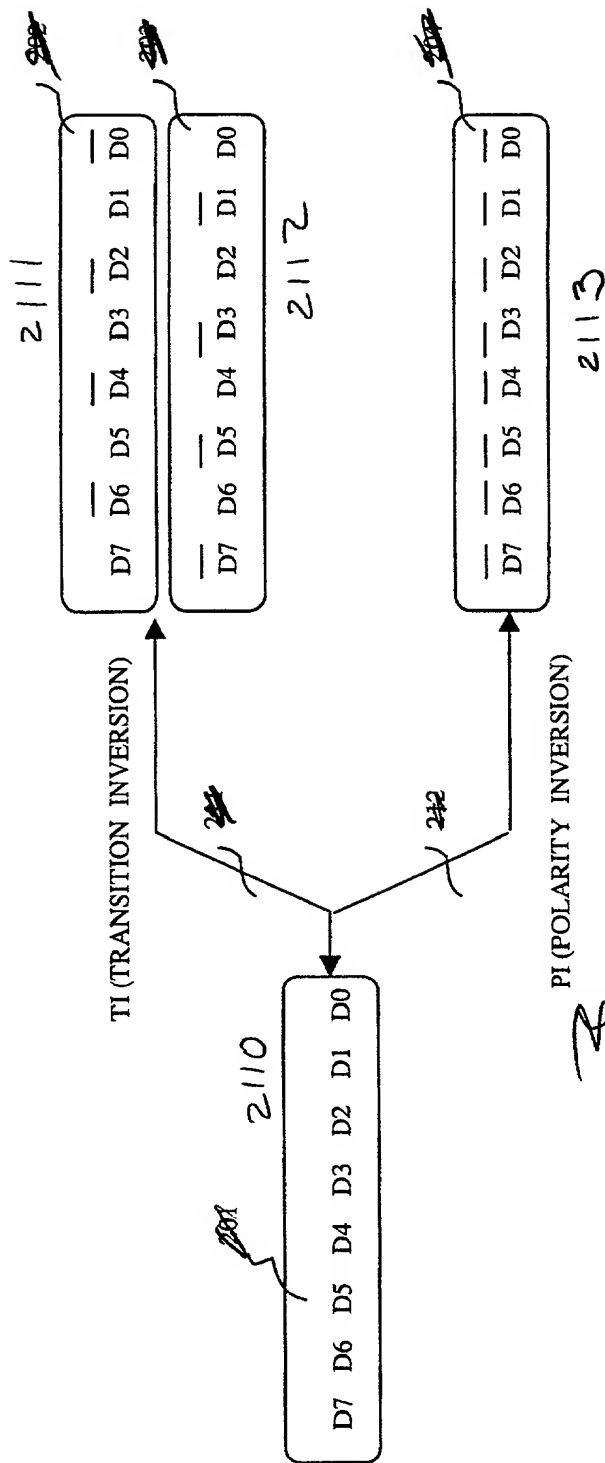 2111
D7 D6 D5 D4 D3 D2 D1 D0
D7 D6 D5 D4 D3 D2 D1 D0
2112
TI (TRANSITION INVERSION)
2110
D7 D6 D5 D4 D3 D2 D1 D0
212
PI (POLARITY INVERSION)
D7 D6 D5 D4 D3 D2 D1 D0
2113